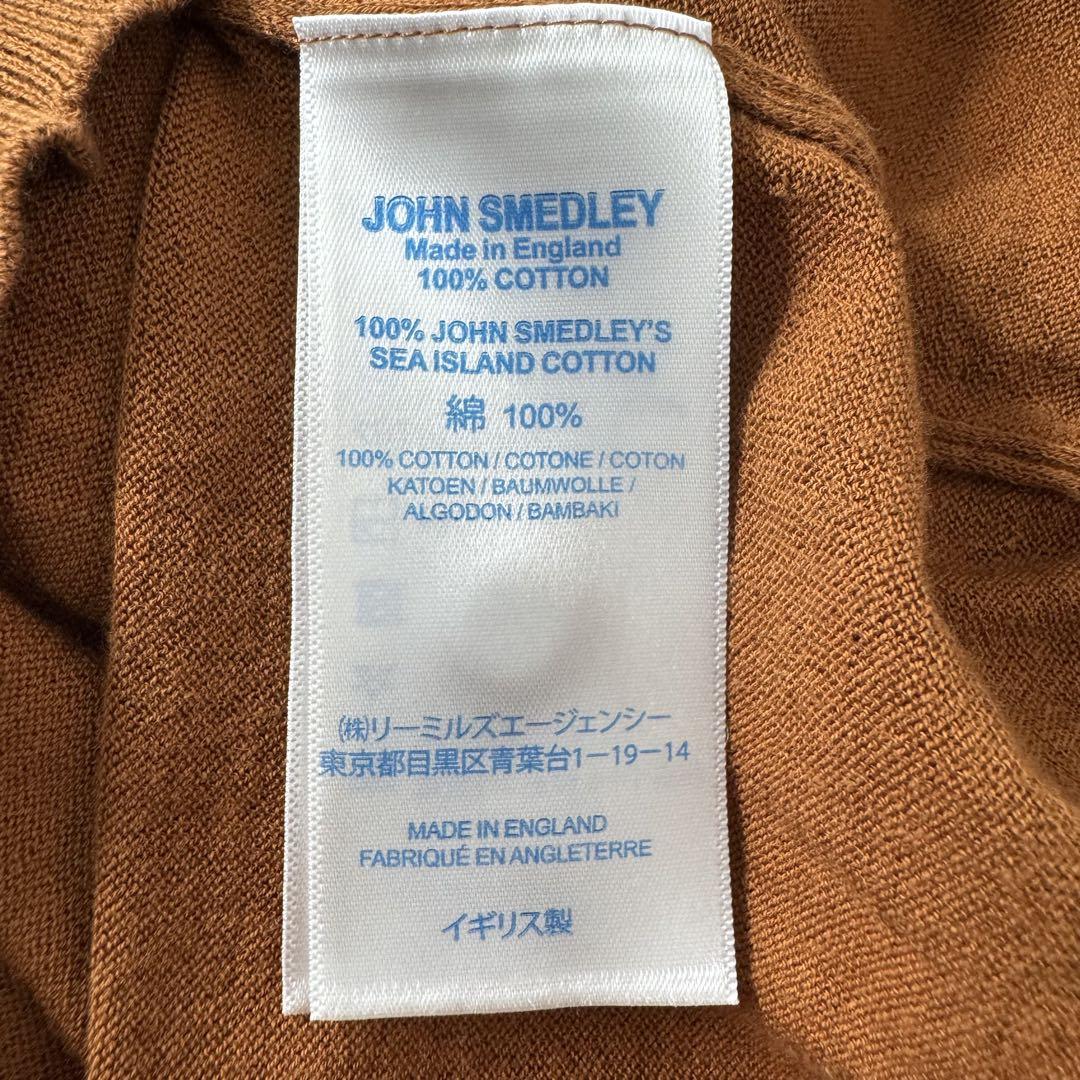 JOHN SMEDLEY
Made in England
100% COTTON
100% JOHN SMEDLEY'S
SEA ISLAND COTTON
綿 100%
100% COTTON / COTONE / COTON
KATOEN / BAUMWOLLE /
ALGODON / BAMBAKI
㈱リーミルズエージェンシー
東京都目黒区青葉台1−19−14
MADE IN ENGLAND
FABRIQUÉ EN ANGLETERRE
イギリス製